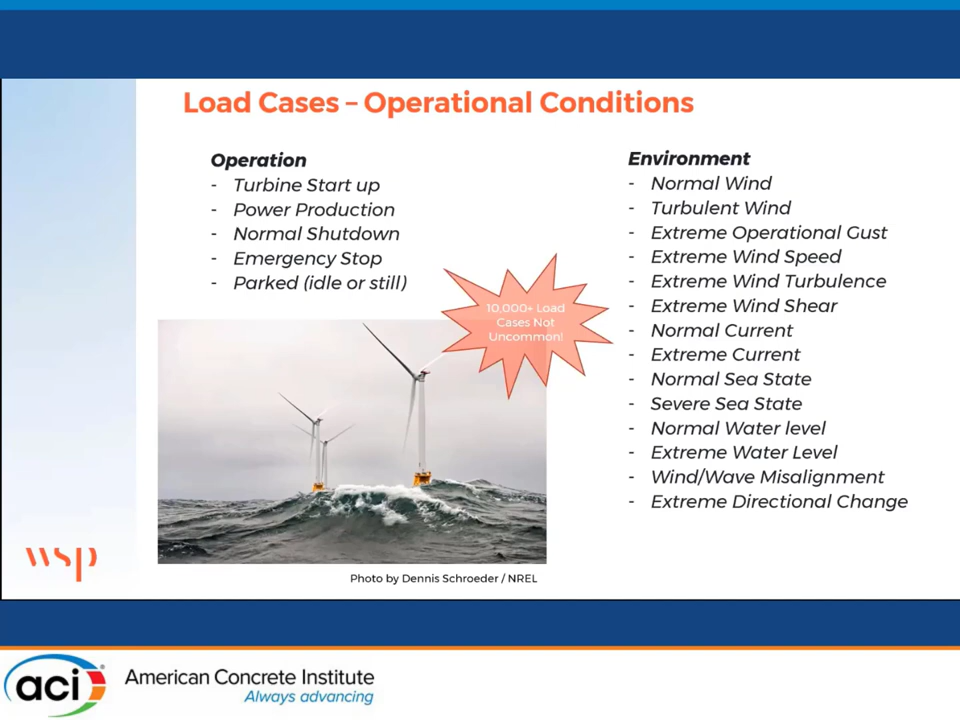 Load Cases – Operational Conditions
Operation
- Turbine Start up
- Power Production
- Normal Shutdown
- Emergency Stop
- Parked (idle or still)
10,000+ Load
Cases Not
Uncommon!
Photo by Dennis Schroeder / NREL
Environment
- Normal Wind
- Turbulent Wind
- Extreme Operational Gust
- Extreme Wind Speed
- Extreme Wind Turbulence
- Extreme Wind Shear
- Normal Current
- Extreme Current
- Normal Sea State
- Severe Sea State
- Normal Water level
- Extreme Water Level
- Wind/Wave Misalignment
- Extreme Directional Change
wsp
aci
American Concrete Institute
Always advancing